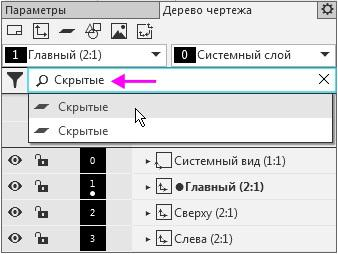 Параметры Дерево чертежа
1 Главный (2:1) 0 Системный слой
Скрытые
Скрытые
Скрытые
0 Системный вид (1:1)
1 Главный (2:1)
2 Сверху (2:1)
3 Слева (2:1)